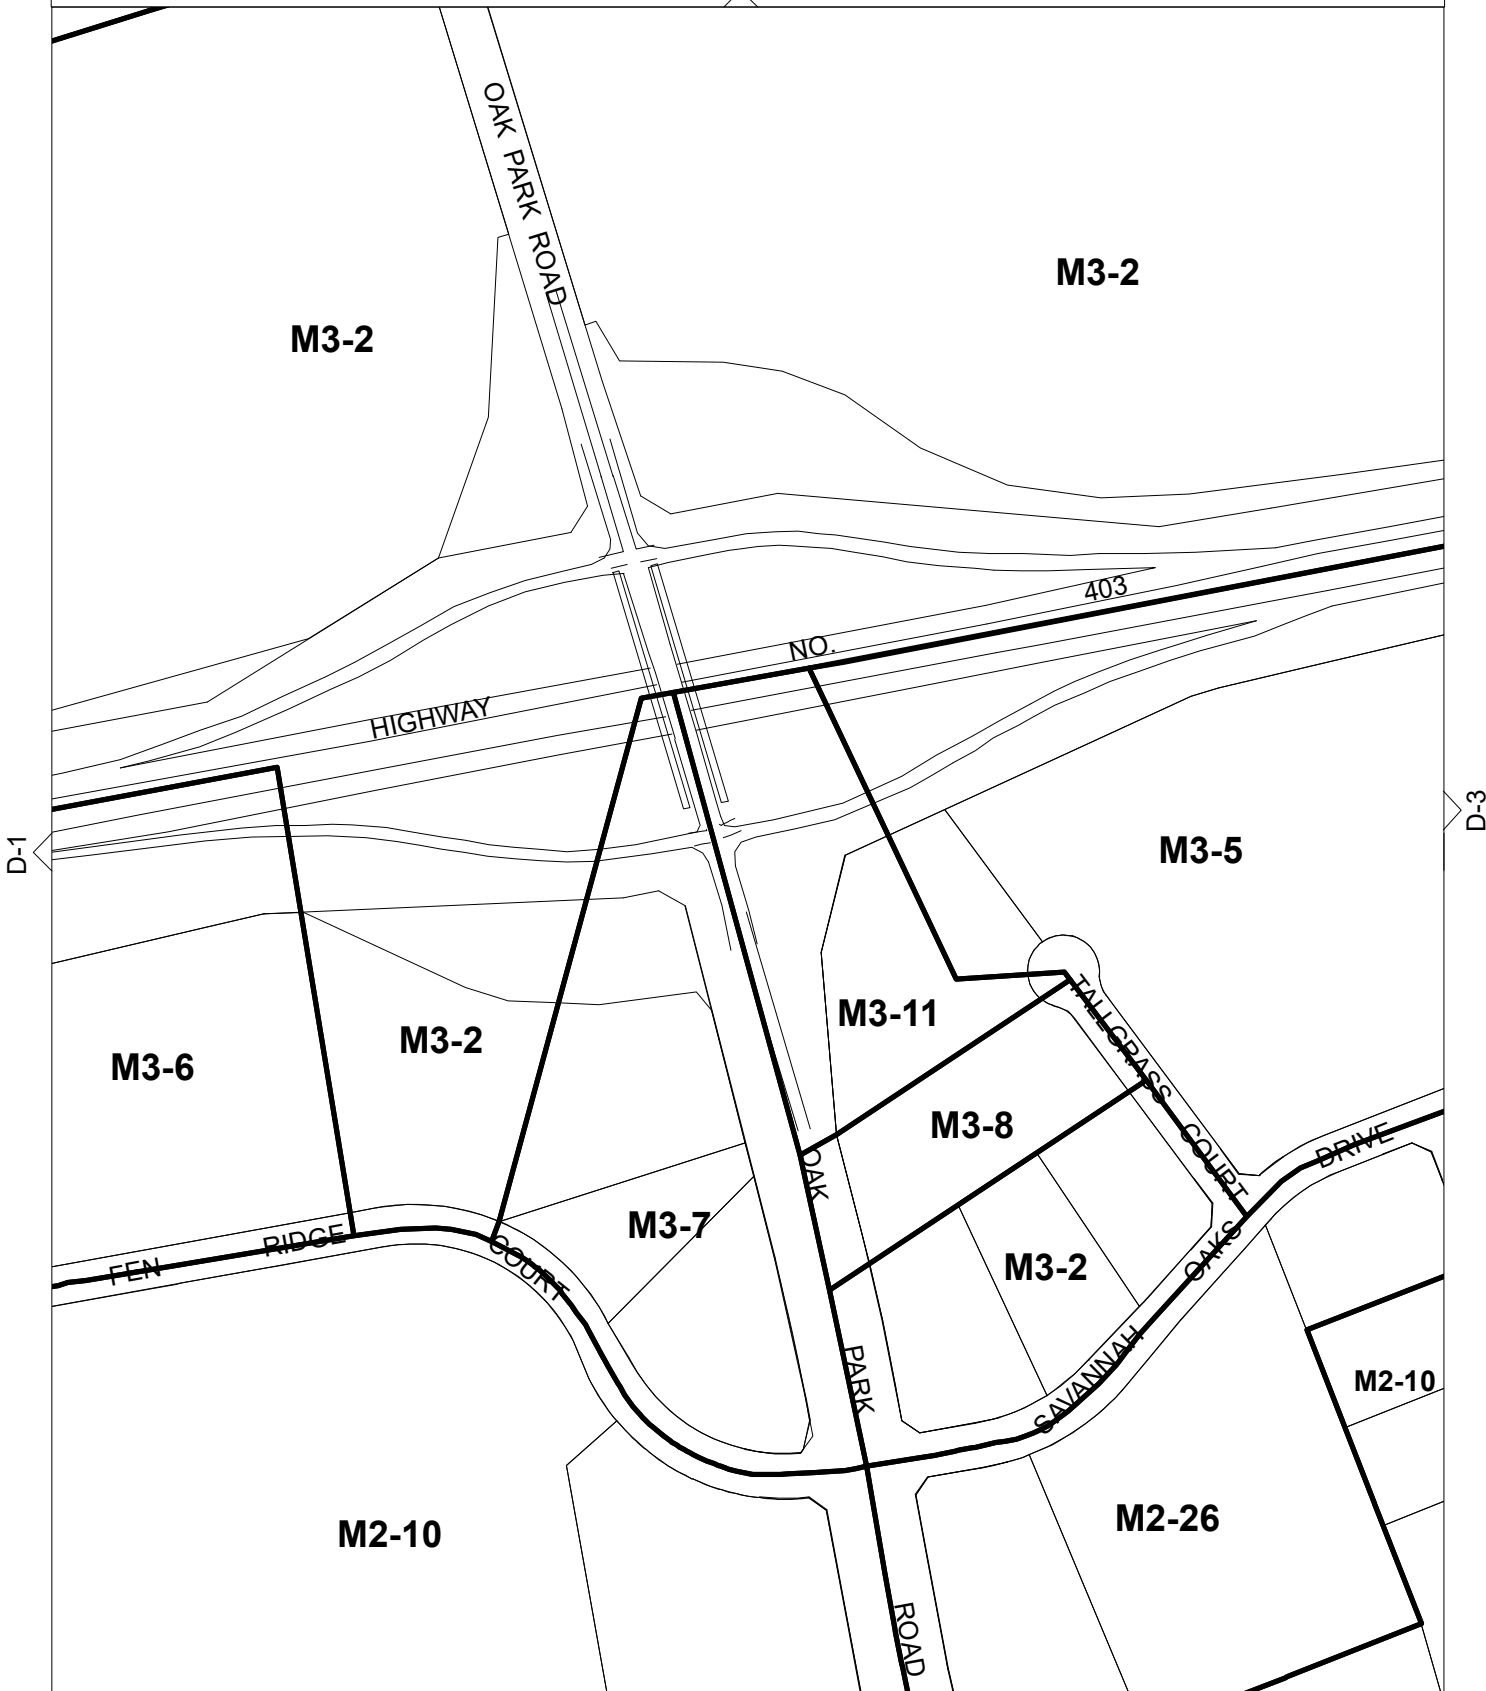 OAK PARK ROAD
M3-2
M3-2
403
NO.
HIGHWAY
D-1
D-3
M3-5
M3-11
M3-2
M3-6
TALLGRASS COURT
M3-8
DRIVE
OAK
M3-7
RIDGE
FEN
COURT
OAKS
M3-2
SAVANNAH
PARK
M2-10
M2-26
M2-10
ROAD